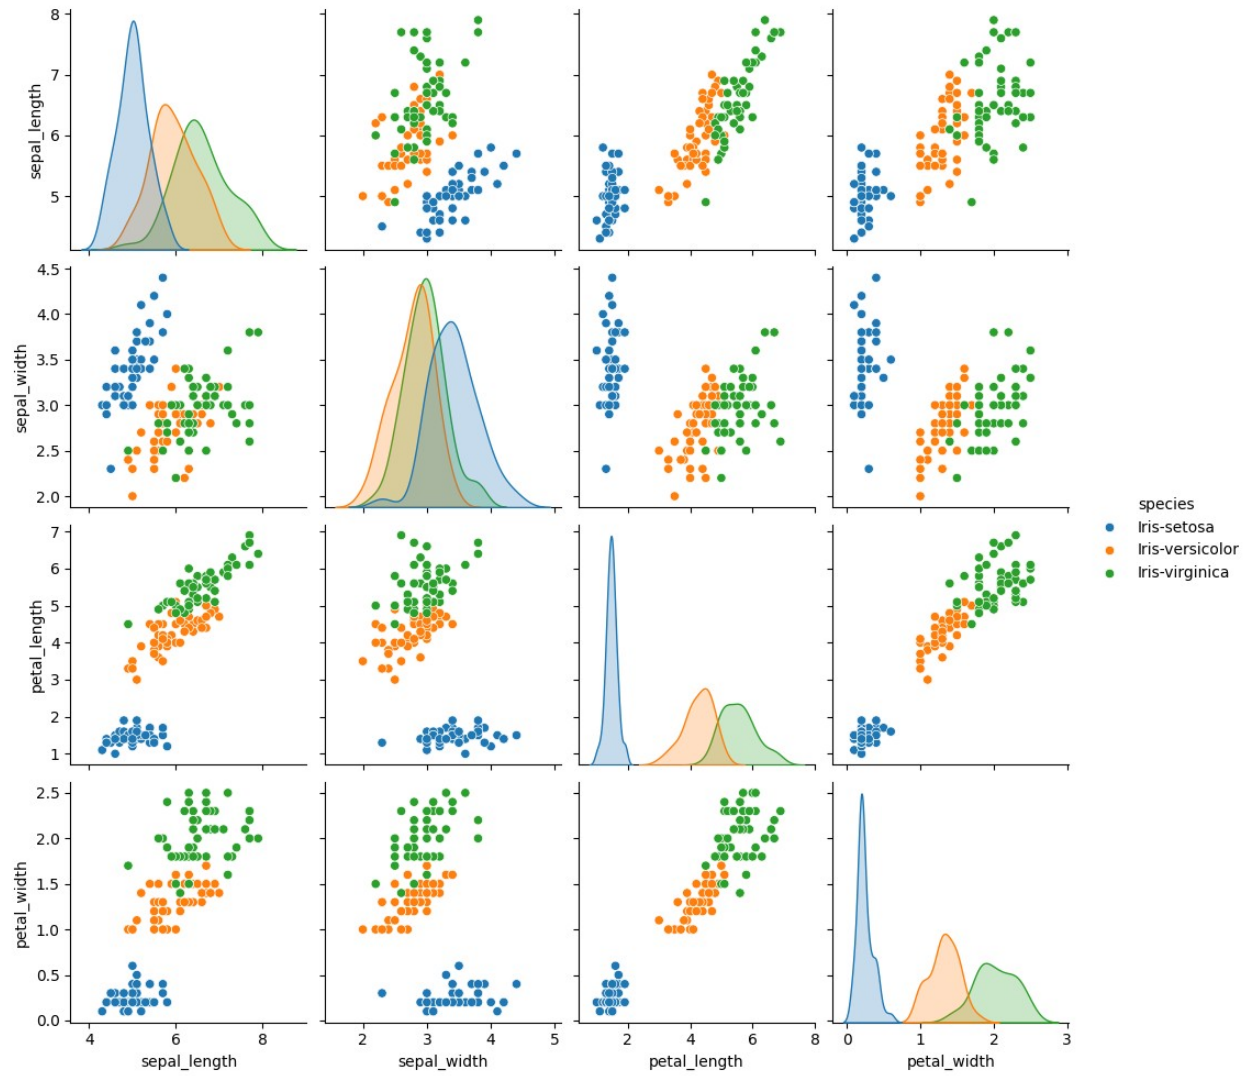 8
7
6
5
sepal_length
4.5
4.0
3.5
3.0
2.5
2.0
sepal_width
species
Iris-setosa
Iris-versicolor
Iris-virginica
7
6
5
4
3
2
1
petal_length
2.5
2.0
1.5
1.0
0.5
0.0
petal_width
4 6 8
sepal_length
2 3 4 5
sepal_width
2 4 6 8
petal_length
0 1 2 3
petal_width